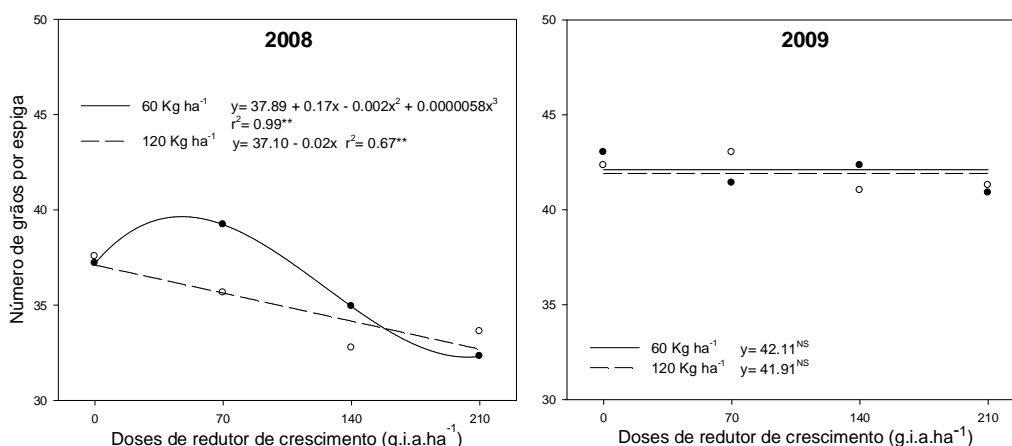 2008
50
45
40
35
30
Número de grãos por espiga
60 Kg ha⁻¹ y= 37.89 + 0.17x - 0.002x² + 0.0000058x³
r²= 0.99**
120 Kg ha⁻¹ y= 37.10 - 0.02x r²= 0.67**
0 70 140 210
Doses de redutor de crescimento (g.i.a.ha⁻¹)
2009
50
45
40
35
30
60 Kg ha⁻¹ y= 42.11ᴺˢ
120 Kg ha⁻¹ y= 41.91ᴺˢ
0 70 140 210
Doses de redutor de crescimento (g.i.a.ha⁻¹)